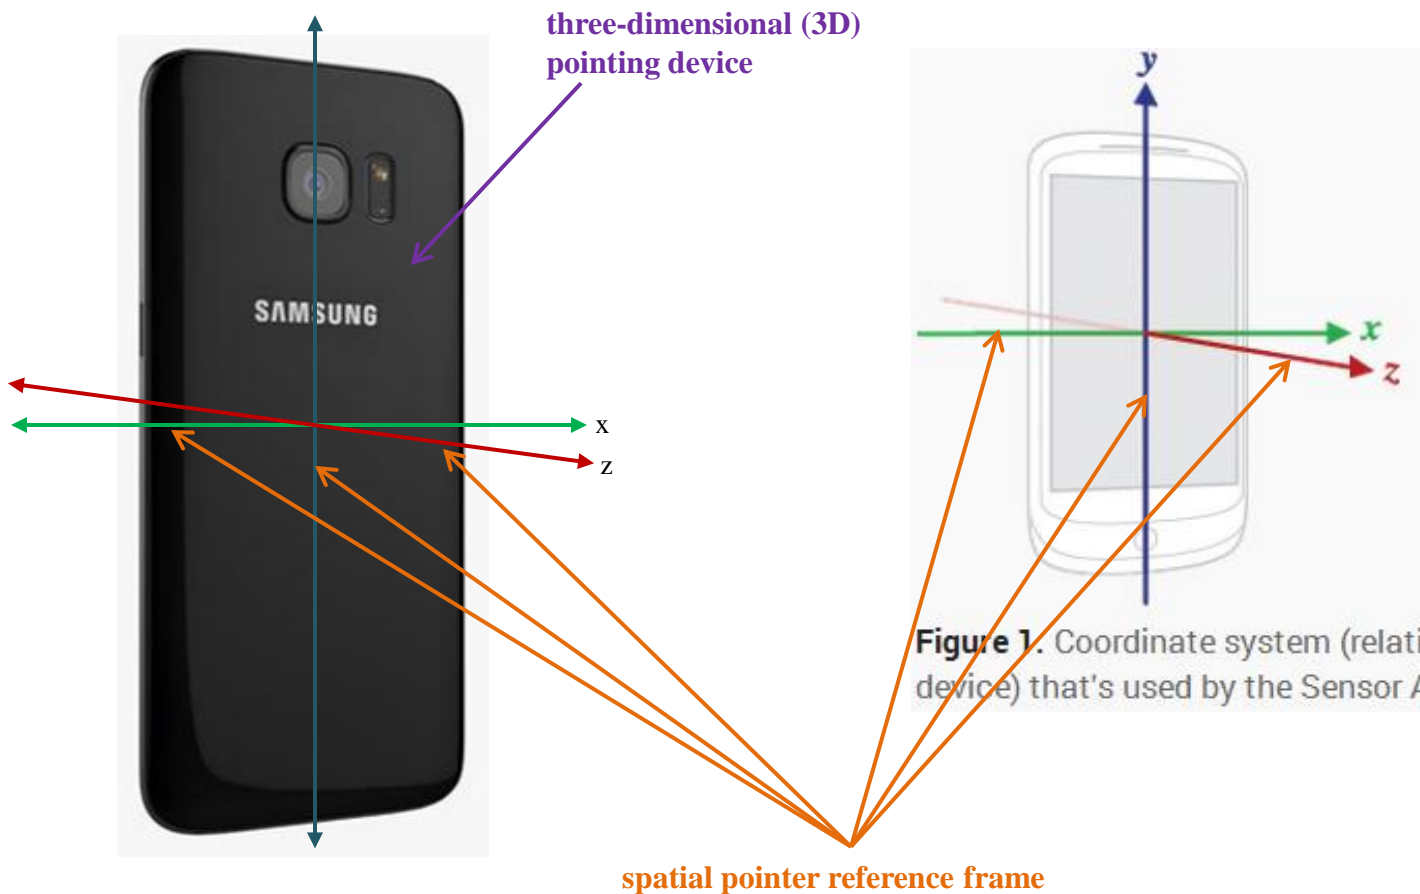 three-dimensional (3D)
pointing device
SAMSUNG
x
z
y
x
z
Figure 1. Coordinate system (relati
device) that's used by the Sensor A
spatial pointer reference frame